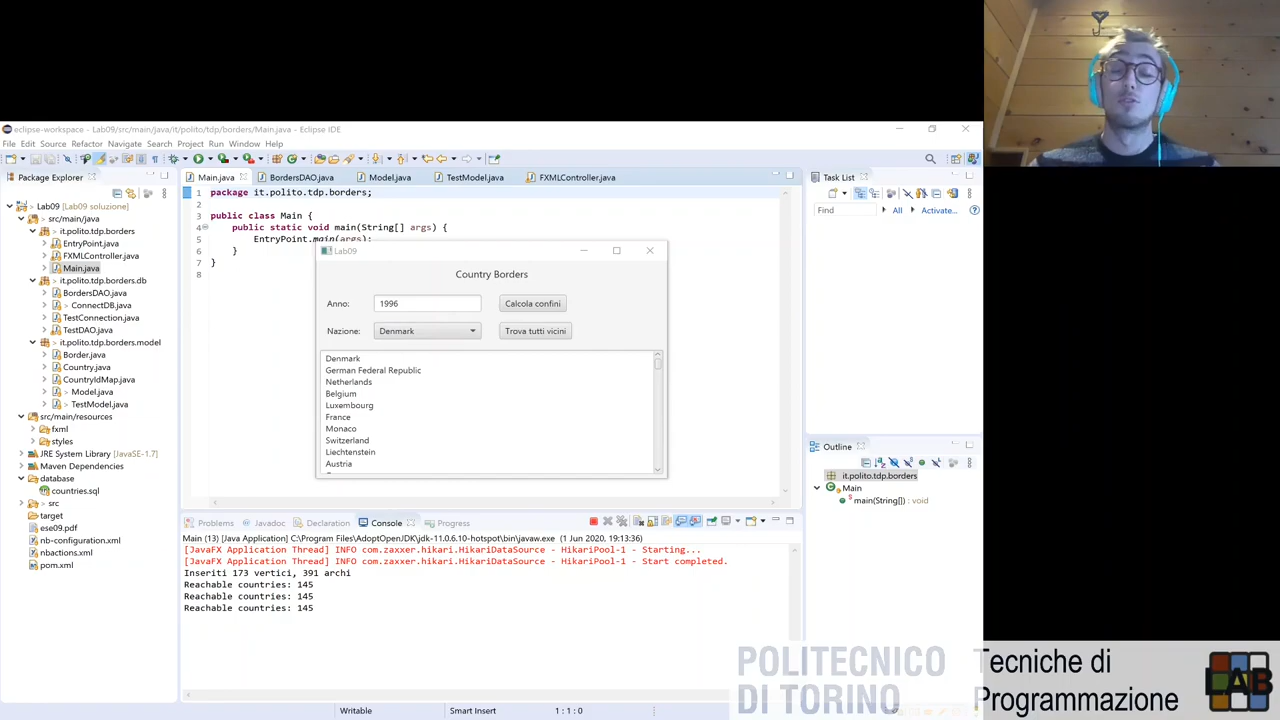 eclipse-workspace - Lab09/src/main/java/it/polito/tdp/borders/Main.java - Eclipse IDE
File Edit Source Refactor Navigate Search Project Run Window Help
Package Explorer
Lab09 [Lab09 soluzione]
src/main/java
> it.polito.tdp.borders
EntryPoint.java
FXMLController.java
Main.java
> it.polito.tdp.borders.db
BordersDAO.java
> ConnectDB.java
TestConnection.java
TestDAO.java
> it.polito.tdp.borders.model
Border.java
Country.java
CountryIdMap.java
> Model.java
> TestModel.java
src/main/resources
fxml
styles
JRE System Library [JavaSE-1.7]
Maven Dependencies
database
countries.sql
> src
target
ese09.pdf
nb-configuration.xml
nbactions.xml
pom.xml
Main.java
BordersDAO.java
Model.java
TestModel.java
FXMLController.java
1 package it.polito.tdp.borders;
2
3 public class Main {
4 public static void main(String[] args) {
5 EntryPoint.main(args);
6 }
7 }
8
Lab09
Country Borders
Anno: 1996 Calcola confini
Nazione: Denmark Trova tutti vicini
Denmark
German Federal Republic
Netherlands
Belgium
Luxembourg
France
Monaco
Switzerland
Liechtenstein
Austria
Problems Javadoc Declaration Console Progress
Main (13) [Java Application] C:\Program Files\AdoptOpenJDK\jdk-11.0.6.10-hotspot\bin\javaw.exe (1 Jun 2020, 19:13:36)
[JavaFX Application Thread] INFO com.zaxxer.hikari.HikariDataSource - HikariPool-1 - Starting...
[JavaFX Application Thread] INFO com.zaxxer.hikari.HikariDataSource - HikariPool-1 - Start completed.
Inseriti 173 vertici, 391 archi
Reachable countries: 145
Reachable countries: 145
Reachable countries: 145
Task List
Find All Activate...
Outline
it.polito.tdp.borders
Main
main(String[]) : void
Writable Smart Insert 1 : 1 : 0
POLITECNICO
DI TORINO
Tecniche di
Programmazione
LAB